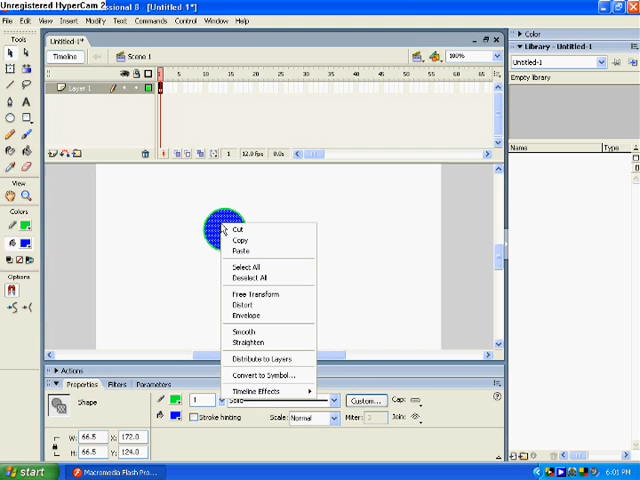 Unregistered HyperCam 2
essional 8 - [Untitled-1*]
File Edit View Insert Modify Text Commands Control Window Help
Tools
View
Colors
Options
Untitled-1*
Timeline Scene 1 100%
1 5 10 15 20 25 30 35 40 45 50 55 60 65
Layer 1
1 12.0 fps 0.0s
Cut
Copy
Paste
Select All
Deselect All
Free Transform
Distort
Envelope
Smooth
Straighten
Distribute to Layers
Convert to Symbol...
Timeline Effects
Actions
Properties Filters Parameters
Shape
1 Solid Custom... Cap:
Stroke hinting Scale: Normal Miter: 3 Join:
W: 66.5 X: 172.0
H: 66.5 Y: 124.0
Color
Library - Untitled-1
Untitled-1
Empty library
Name Type
start Macromedia Flash Pro... 6:01 PM